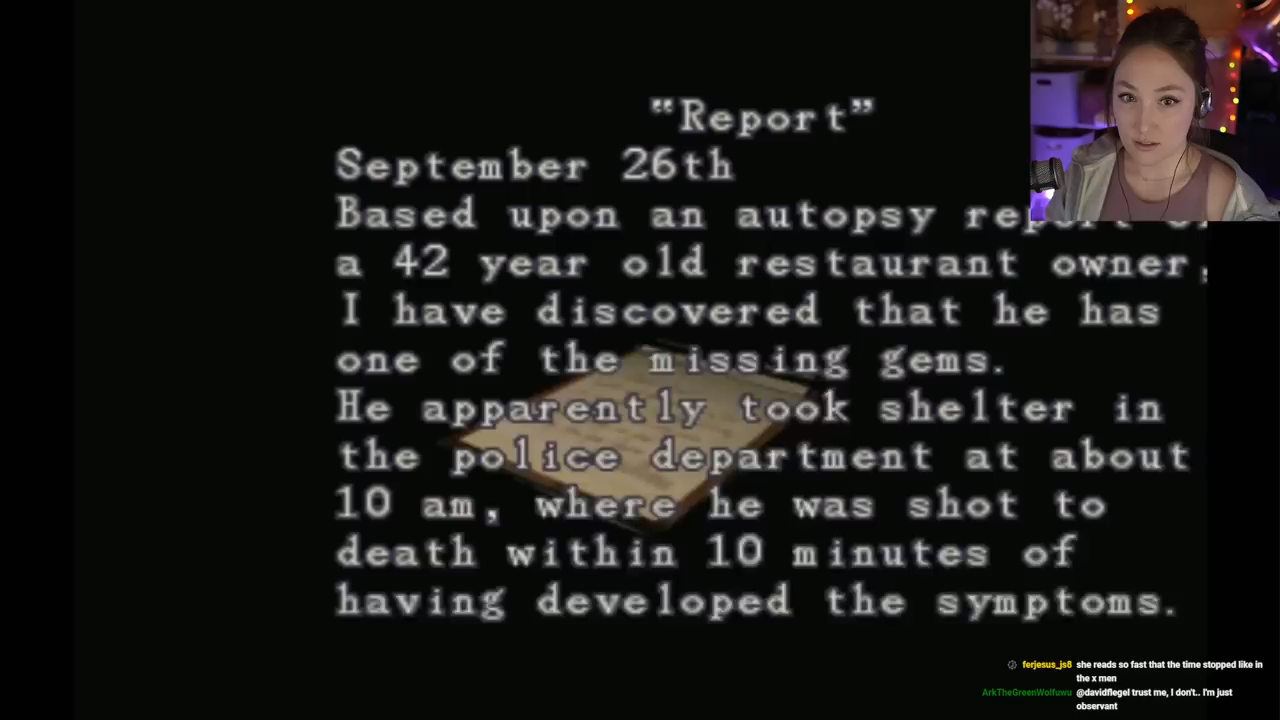 "Report"
September 26th
Based upon an autopsy report
a 42 year old restaurant owner,
I have discovered that he has
one of the missing gems.
He apparently took shelter in
the police department at about
10 am, where he was shot to
death within 10 minutes of
having developed the symptoms.
ferjesus_js8 she reads so fast that the time stopped like in
the x men
ArkTheGreenWolfuwu @davidflegel trust me, I don't.. I'm just
observant